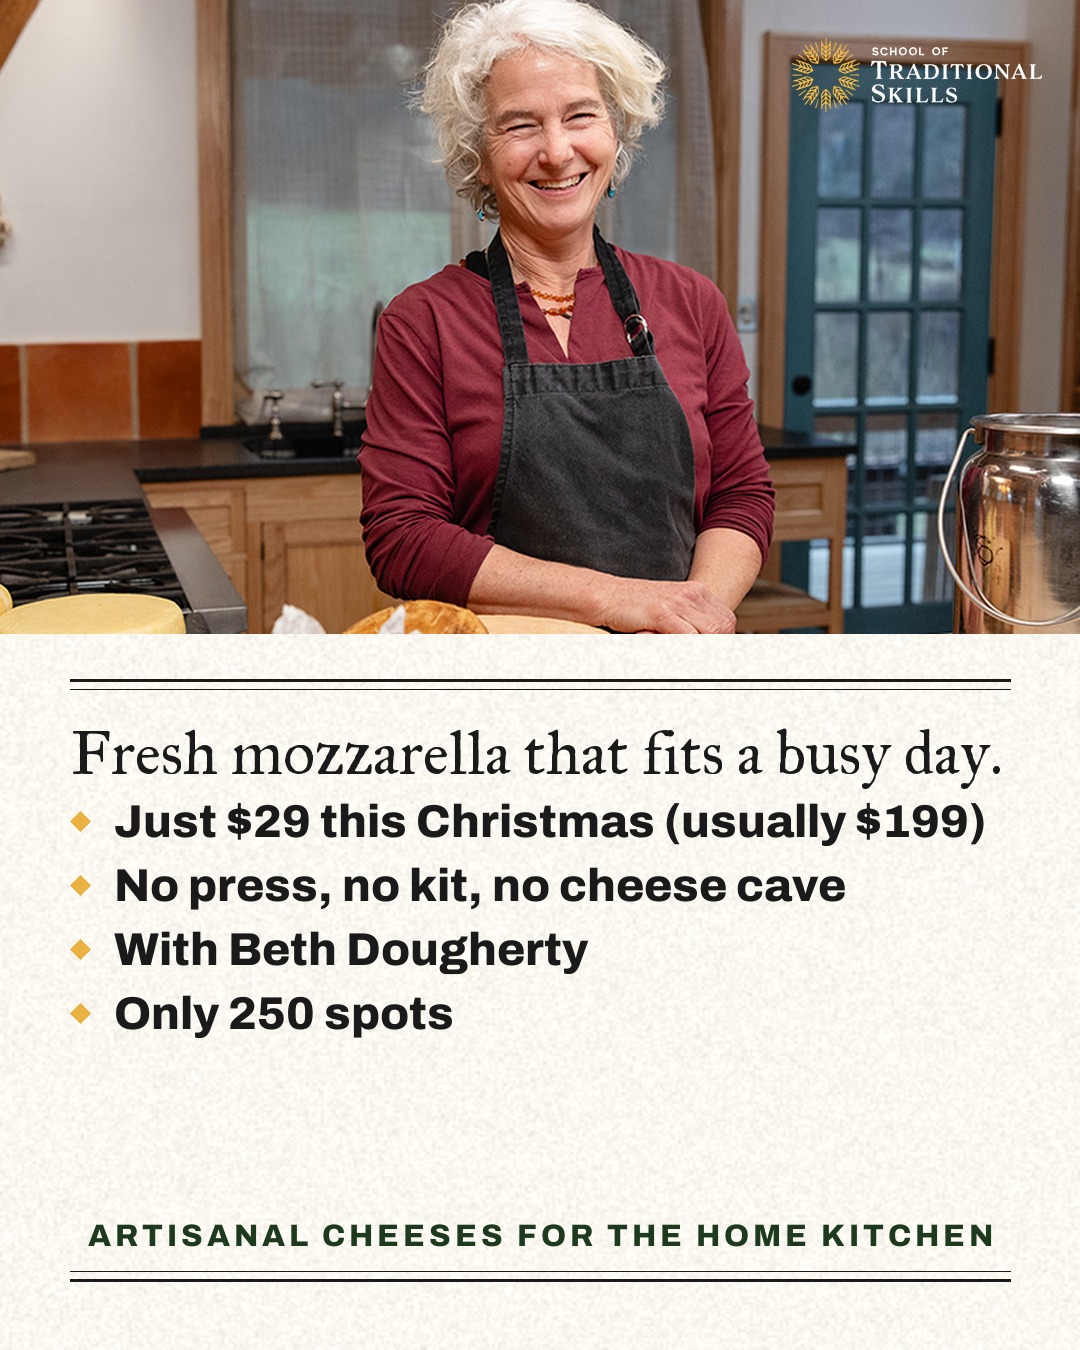 SCHOOL OF
TRADITIONAL
SKILLS
Fresh mozzarella that fits a busy day.
Just $29 this Christmas (usually $199)
No press, no kit, no cheese cave
With Beth Dougherty
Only 250 spots
ARTISANAL CHEESES FOR THE HOME KITCHEN